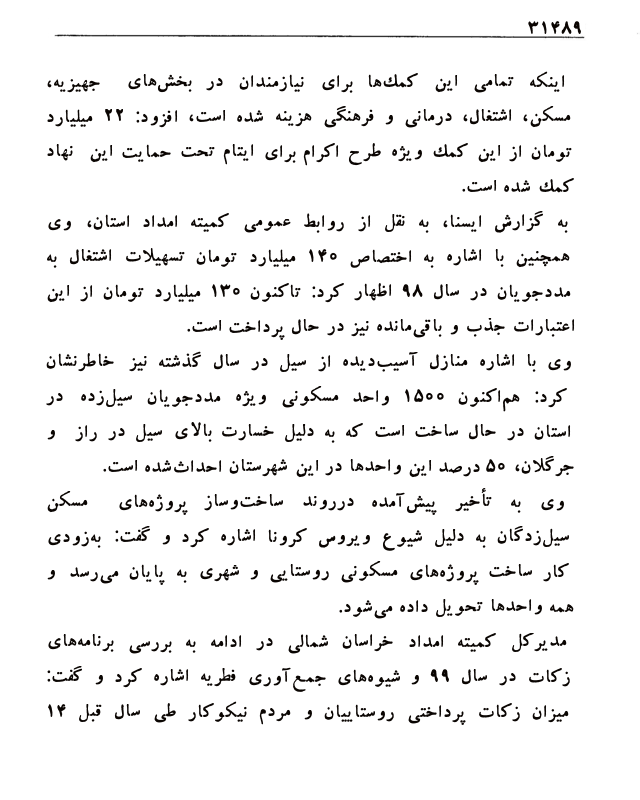 ۳۱۴۸۹
اینکه تمامی این کمك‌ها برای نیازمندان در بخش‌های جهیزیه،
مسکن، اشتغال، درمانی و فرهنگی هزینه شده است، افزود: ۲۲ میلیارد
تومان از این کمك ویژه طرح اکرام برای ایتام تحت حمایت این نهاد
کمك شده است.
به گزارش ایسنا، به نقل از روابط عمومی کمیته امداد استان، وی
همچنین با اشاره به اختصاص ۱۴۰ میلیارد تومان تسهیلات اشتغال به
مددجویان در سال ۹۸ اظهار کرد: تاکنون ۱۳۰ میلیارد تومان از این
اعتبارات جذب و باقی‌مانده نیز در حال پرداخت است.
وی با اشاره منازل آسیب‌دیده از سیل در سال گذشته نیز خاطرنشان
کرد: هم‌اکنون ۱۵۰۰ واحد مسکونی ویژه مددجویان سیل‌زده در
استان در حال ساخت است که به دلیل خسارت بالای سیل در راز و
جرگلان، ۵۰ درصد این واحدها در این شهرستان احداث‌شده است.
وی به تأخیر پیش‌آمده درروند ساخت‌وساز پروژه‌های مسکن
سیل‌زدگان به دلیل شیوع ویروس کرونا اشاره کرد و گفت: به‌زودی
کار ساخت پروژه‌های مسکونی روستایی و شهری به پایان می‌رسد و
همه واحدها تحویل داده می‌شود.
مدیرکل کمیته امداد خراسان شمالی در ادامه به بررسی برنامه‌های
زکات در سال ۹۹ و شیوه‌های جمع‌آوری فطریه اشاره کرد و گفت:
میزان زکات پرداختی روستاییان و مردم نیکوکار طی سال قبل ۱۴